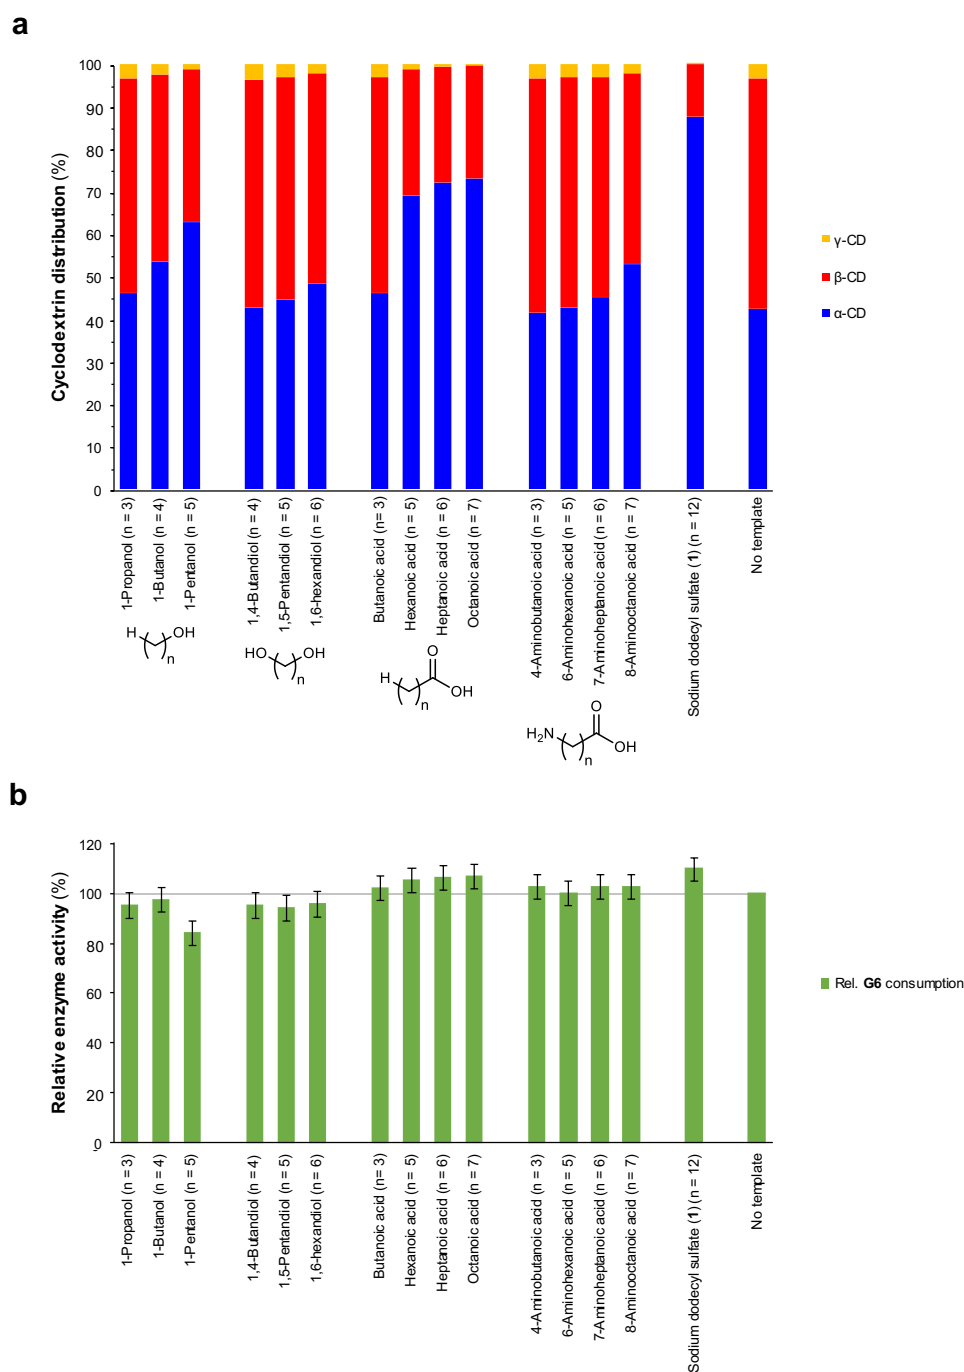 a
Cyclodextrin distribution (%)
100
90
80
70
60
50
40
30
20
10
0
γ-CD
β-CD
α-CD
1-Propanol (n = 3)
1-Butanol (n = 4)
1-Pentanol (n = 5)
1,4-Butandiol (n = 4)
1,5-Pentandiol (n = 5)
1,6-hexandiol (n = 6)
Butanoic acid (n = 3)
Hexanoic acid (n = 5)
Heptanoic acid (n = 6)
Octanoic acid (n = 7)
4-Aminobutanoic acid (n = 3)
6-Aminohexanoic acid (n = 5)
7-Aminoheptanoic acid (n = 6)
8-Aminooctanoic acid (n = 7)
Sodium dodecyl sulfate (1) (n = 12)
No template
H OH n
HO OH n
H O OH n
H2N O OH n
b
Relative enzyme activity (%)
120
100
80
60
40
20
0
Rel. G6 consumption
1-Propanol (n = 3)
1-Butanol (n = 4)
1-Pentanol (n = 5)
1,4-Butandiol (n = 4)
1,5-Pentandiol (n = 5)
1,6-hexandiol (n = 6)
Butanoic acid (n = 3)
Hexanoic acid (n = 5)
Heptanoic acid (n = 6)
Octanoic acid (n = 7)
4-Aminobutanoic acid (n = 3)
6-Aminohexanoic acid (n = 5)
7-Aminoheptanoic acid (n = 6)
8-Aminooctanoic acid (n = 7)
Sodium dodecyl sulfate (1) (n = 12)
No template